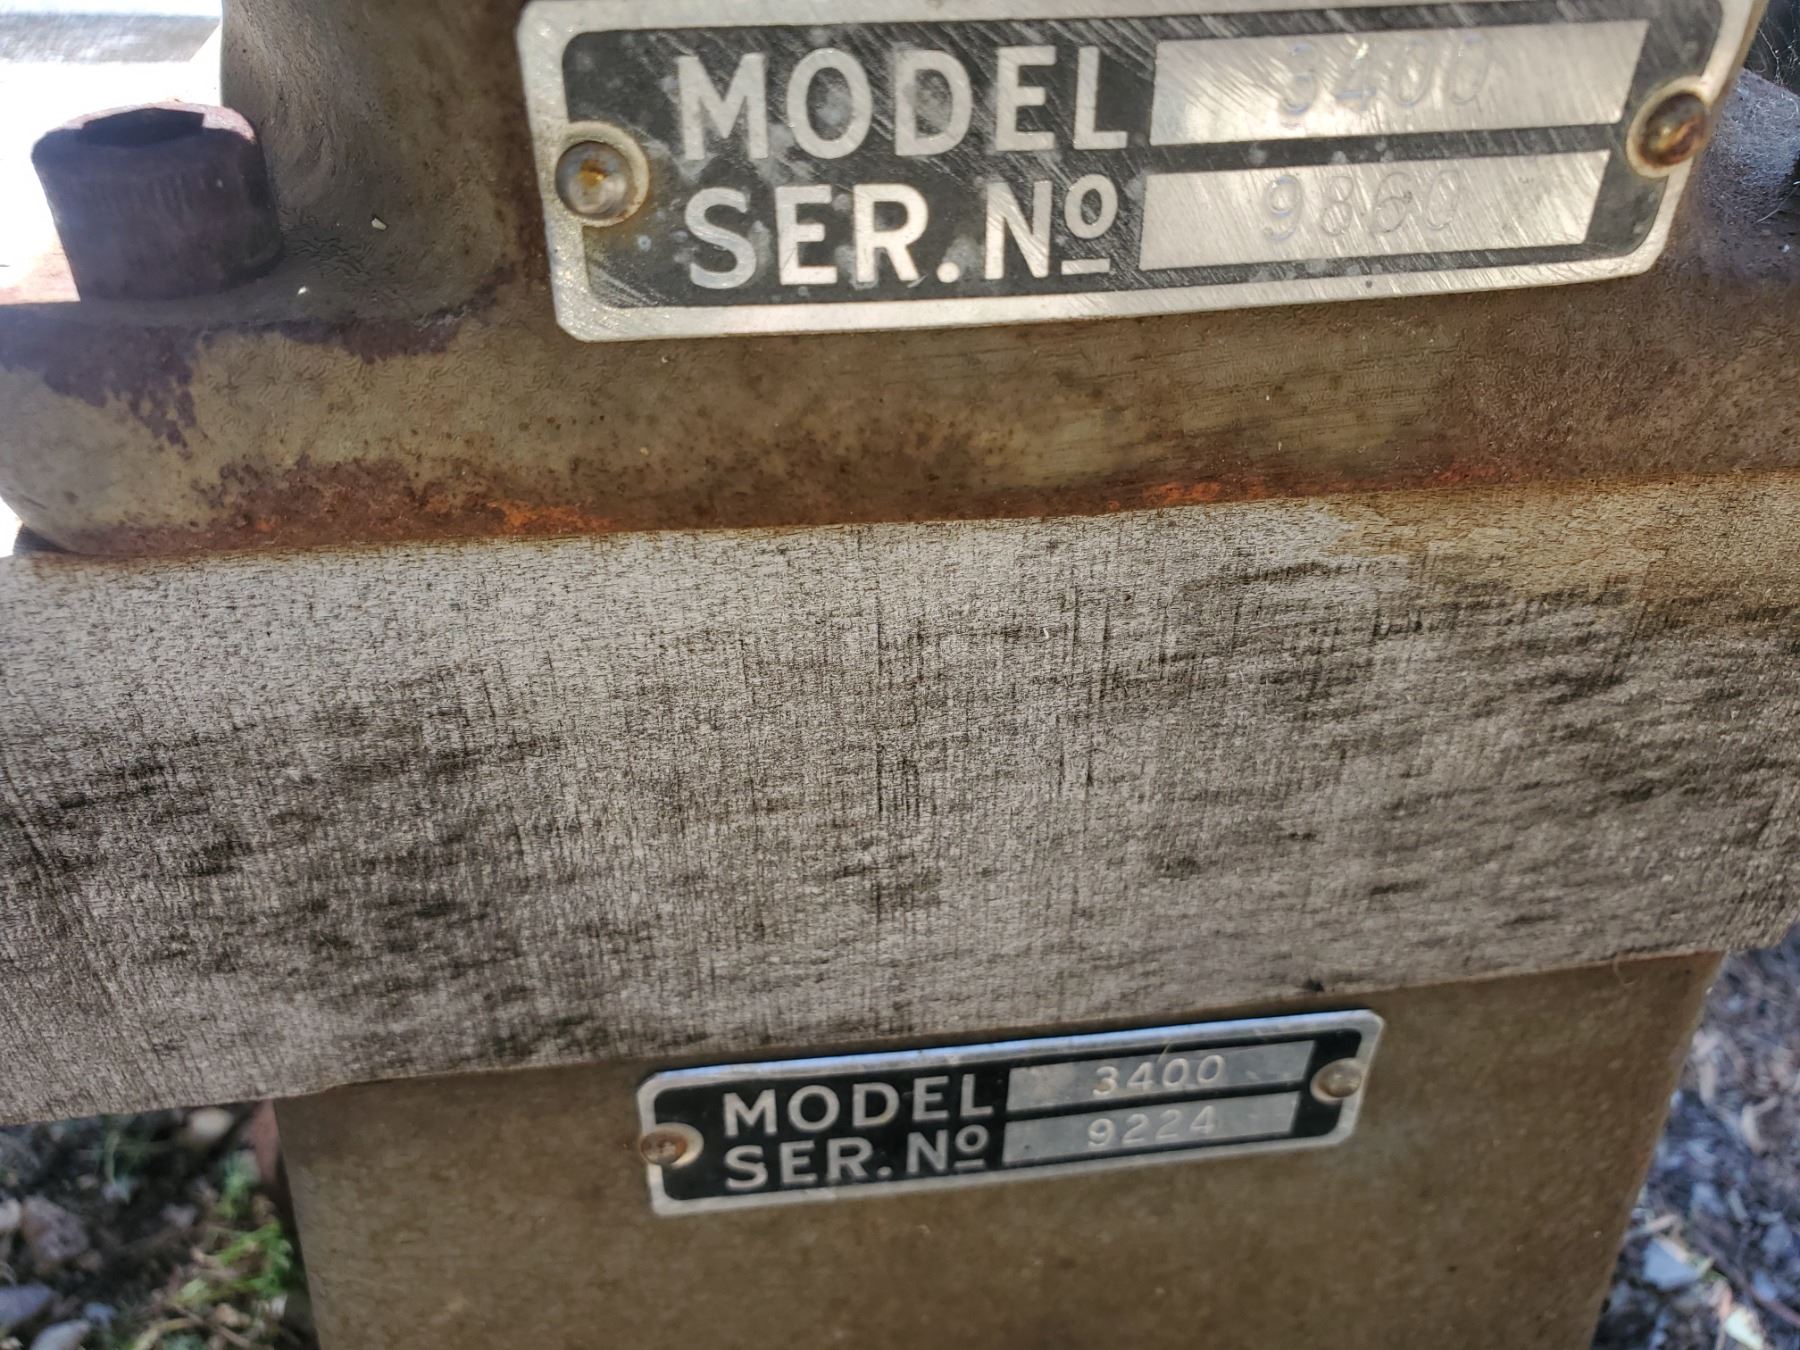 MODEL 3400
SER.Nº 9860
MODEL 3400
SER.Nº 9224